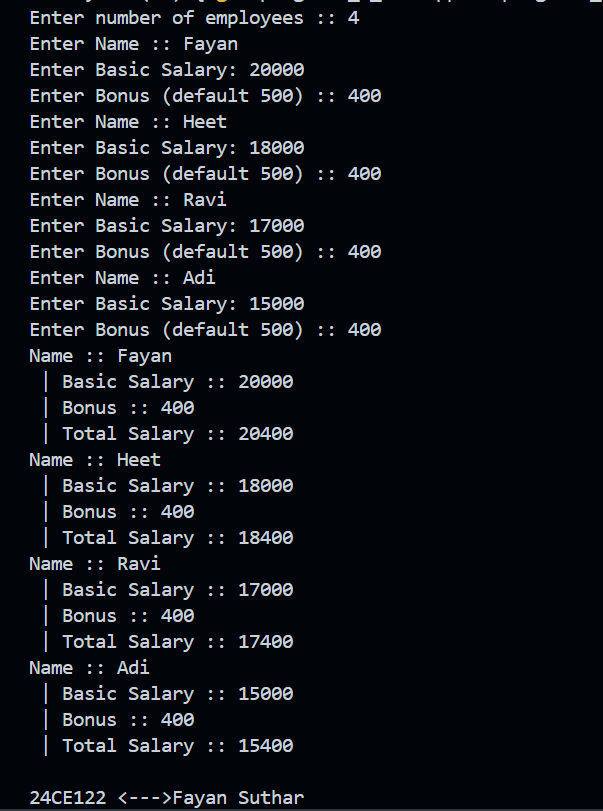 Enter number of employees :: 4
Enter Name :: Fayan
Enter Basic Salary: 20000
Enter Bonus (default 500) :: 400
Enter Name :: Heet
Enter Basic Salary: 18000
Enter Bonus (default 500) :: 400
Enter Name :: Ravi
Enter Basic Salary: 17000
Enter Bonus (default 500) :: 400
Enter Name :: Adi
Enter Basic Salary: 15000
Enter Bonus (default 500) :: 400
Name :: Fayan
 | Basic Salary :: 20000
 | Bonus :: 400
 | Total Salary :: 20400
Name :: Heet
 | Basic Salary :: 18000
 | Bonus :: 400
 | Total Salary :: 18400
Name :: Ravi
 | Basic Salary :: 17000
 | Bonus :: 400
 | Total Salary :: 17400
Name :: Adi
 | Basic Salary :: 15000
 | Bonus :: 400
 | Total Salary :: 15400
24CE122 <--->Fayan Suthar